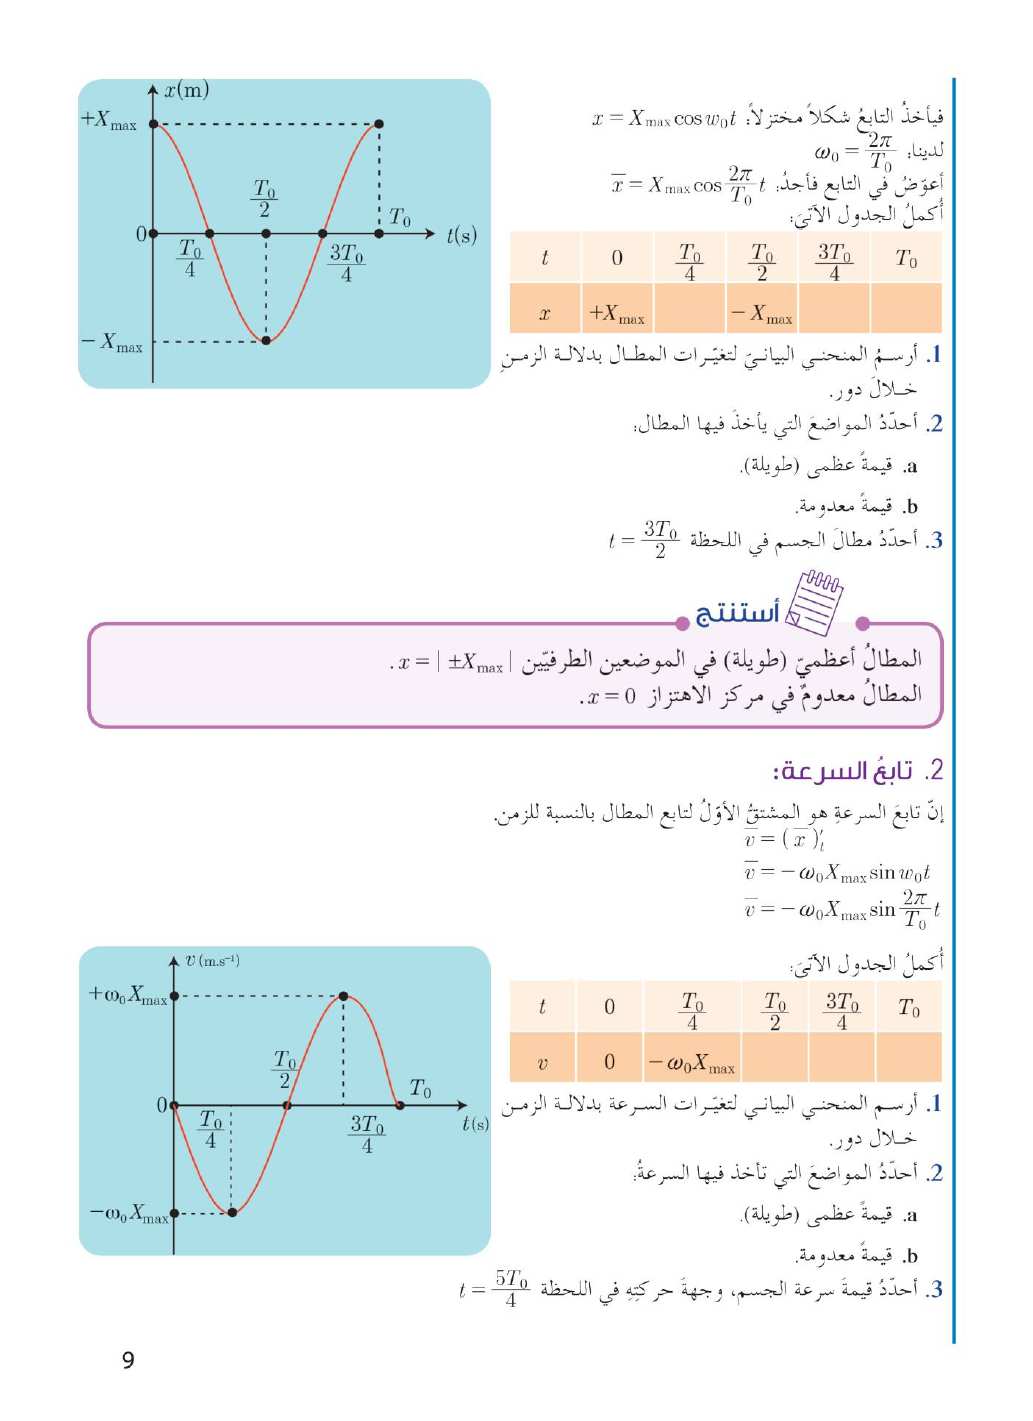 فيأخذُ التابعُ شكلاً مختزلاً: x = Xmax cos w0t
لدينا: ω0 = 2π/T0
أعوّضُ في التابع فأجدُ: x̅ = Xmax cos 2π/T0 t
أُكملُ الجدول الآتيَ:
t 0 T0/4 T0/2 3T0/4 T0
x +Xmax − Xmax
x(m)
+Xmax
T0/2
T0
0
t(s)
T0/4
3T0/4
− Xmax
1. أرسمُ المنحني البيانيّ لتغيّرات المطال بدلالة الزمنِ
خلالَ دور.
2. أحدّدُ المواضعَ التي يأخذَ فيها المطال:
a. قيمةً عظمى (طويلة).
b. قيمةً معدومة.
3. أحدّدُ مطالَ الجسم في اللحظة t = 3T0/2
أستنتج
المطالُ أعظميّ (طويلة) في الموضعين الطرفيّين x = | ±Xmax | .
المطالُ معدومٌ في مركز الاهتزاز x = 0 .
2. تابعُ السرعة:
إنّ تابعَ السرعةِ هو المشتقُّ الأوّلُ لتابع المطال بالنسبة للزمن.
v̅ = ( x̅ )′t
v̅ = − ω0Xmax sin w0t
v̅ = − ω0Xmax sin 2π/T0 t
أُكملُ الجدول الآتيَ:
t 0 T0/4 T0/2 3T0/4 T0
v 0 − ω0Xmax
v (m.s−1)
+ω0Xmax
T0/2
T0
0
t(s)
T0/4
3T0/4
−ω0Xmax
1. أرسم المنحني البياني لتغيّرات السرعة بدلالة الزمن
خلال دور.
2. أحدّدُ المواضعَ التي تأخذ فيها السرعةُ:
a. قيمةً عظمى (طويلة).
b. قيمةً معدومة.
3. أحدّدُ قيمةَ سرعة الجسم، وجهةَ حركتِهِ في اللحظة t = 5T0/4
9